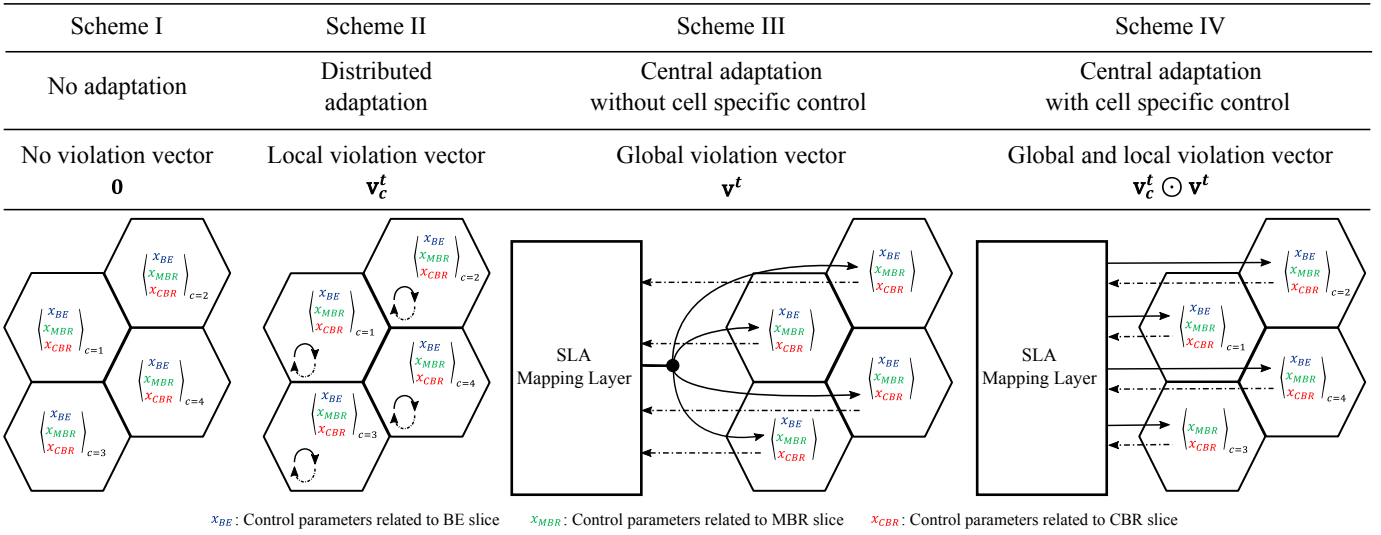 Scheme I
Scheme II
Scheme III
Scheme IV
No adaptation
Distributed
adaptation
Central adaptation
without cell specific control
Central adaptation
with cell specific control
No violation vector
0
Local violation vector
v_c^t
Global violation vector
v^t
Global and local violation vector
v_c^t ⊙ v^t
x_BE
x_MBR
x_CBR
c=2
x_BE
x_MBR
x_CBR
c=1
x_BE
x_MBR
x_CBR
c=4
x_BE
x_MBR
x_CBR
c=3
x_BE
x_MBR
x_CBR
c=2
x_BE
x_MBR
x_CBR
c=1
x_BE
x_MBR
x_CBR
c=4
x_BE
x_MBR
x_CBR
c=3
SLA
Mapping Layer
x_BE
x_MBR
x_CBR
x_BE
x_MBR
x_CBR
x_BE
x_MBR
x_CBR
x_BE
x_MBR
x_CBR
SLA
Mapping Layer
x_BE
x_MBR
x_CBR
c=2
x_BE
x_MBR
x_CBR
c=1
x_BE
x_MBR
x_CBR
c=4
x_MBR
x_CBR
c=3
x_BE: Control parameters related to BE slice
x_MBR: Control parameters related to MBR slice
x_CBR: Control parameters related to CBR slice